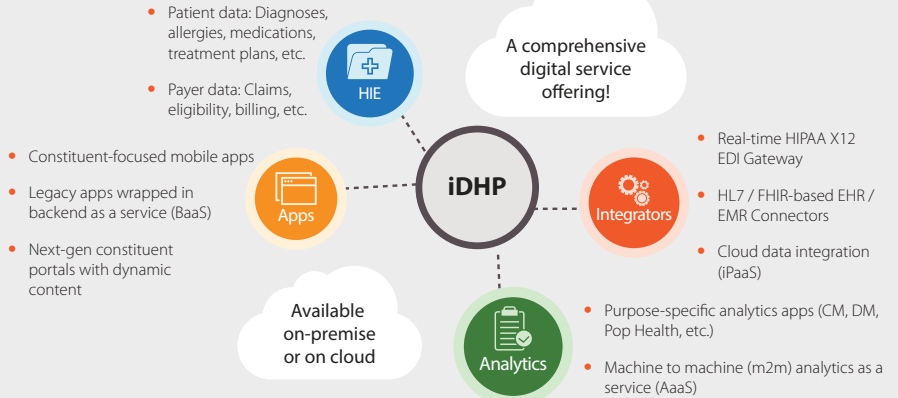 • Patient data: Diagnoses,
allergies, medications,
treatment plans, etc.
• Payer data: Claims,
eligibility, billing, etc.
HIE
A comprehensive
digital service
offering!
• Constituent-focused mobile apps
• Legacy apps wrapped in
backend as a service (BaaS)
• Next-gen constituent
portals with dynamic
content
Apps
iDHP
Integrators
• Real-time HIPAA X12
EDI Gateway
• HL7 / FHIR-based EHR /
EMR Connectors
• Cloud data integration
(iPaaS)
Available
on-premise
or on cloud
Analytics
• Purpose-specific analytics apps (CM, DM,
Pop Health, etc.)
• Machine to machine (m2m) analytics as a
service (AaaS)